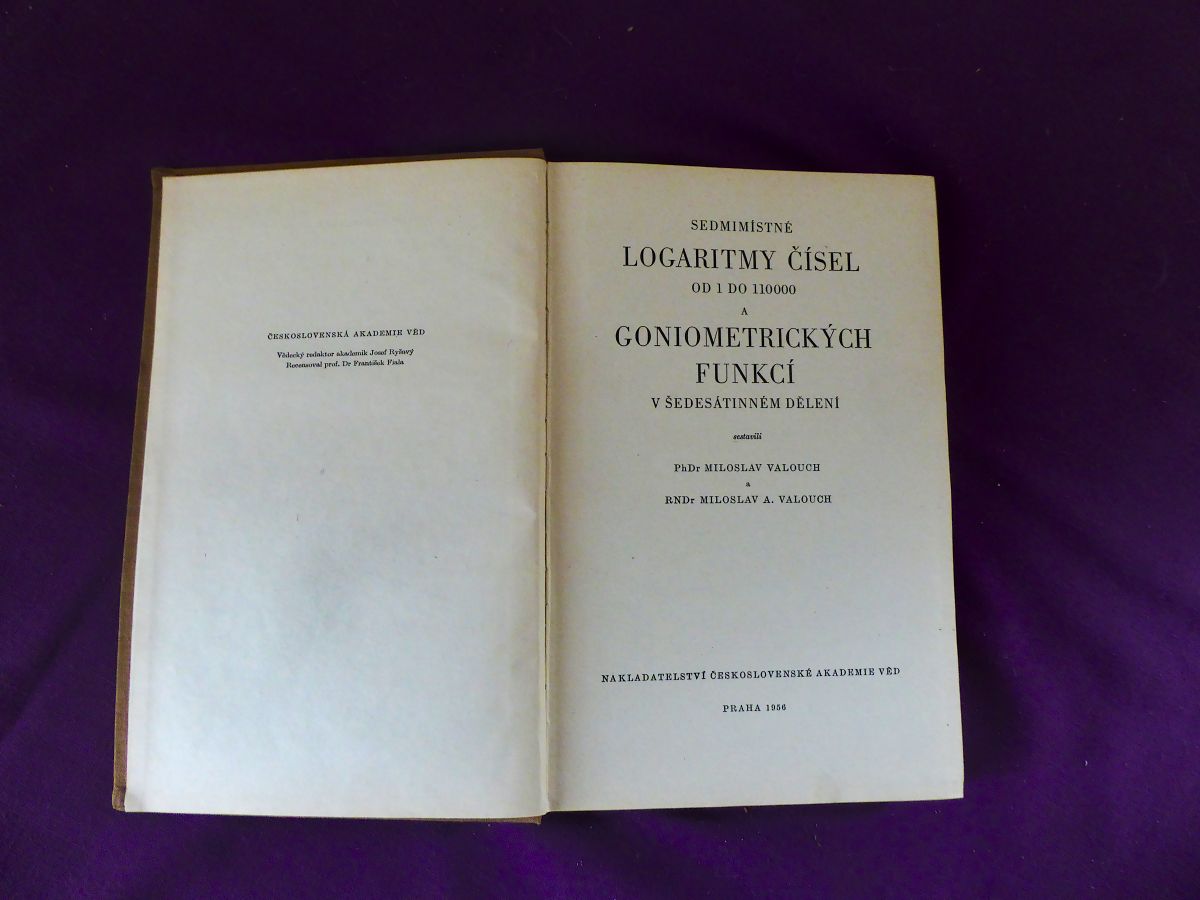 ČESKOSLOVENSKÁ AKADEMIE VĚD
Vědecký redaktor akademik Josef Ryšavý
Recensoval prof. Dr František Fiala
SEDMIMÍSTNÉ
LOGARITMY ČÍSEL
OD 1 DO 110000
A
GONIOMETRICKÝCH
FUNKCÍ
V ŠEDESÁTINNÉM DĚLENÍ
sestavili
PhDr MILOSLAV VALOUCH
a
RNDr MILOSLAV A. VALOUCH
NAKLADATELSTVÍ ČESKOSLOVENSKÉ AKADEMIE VĚD
PRAHA 1956